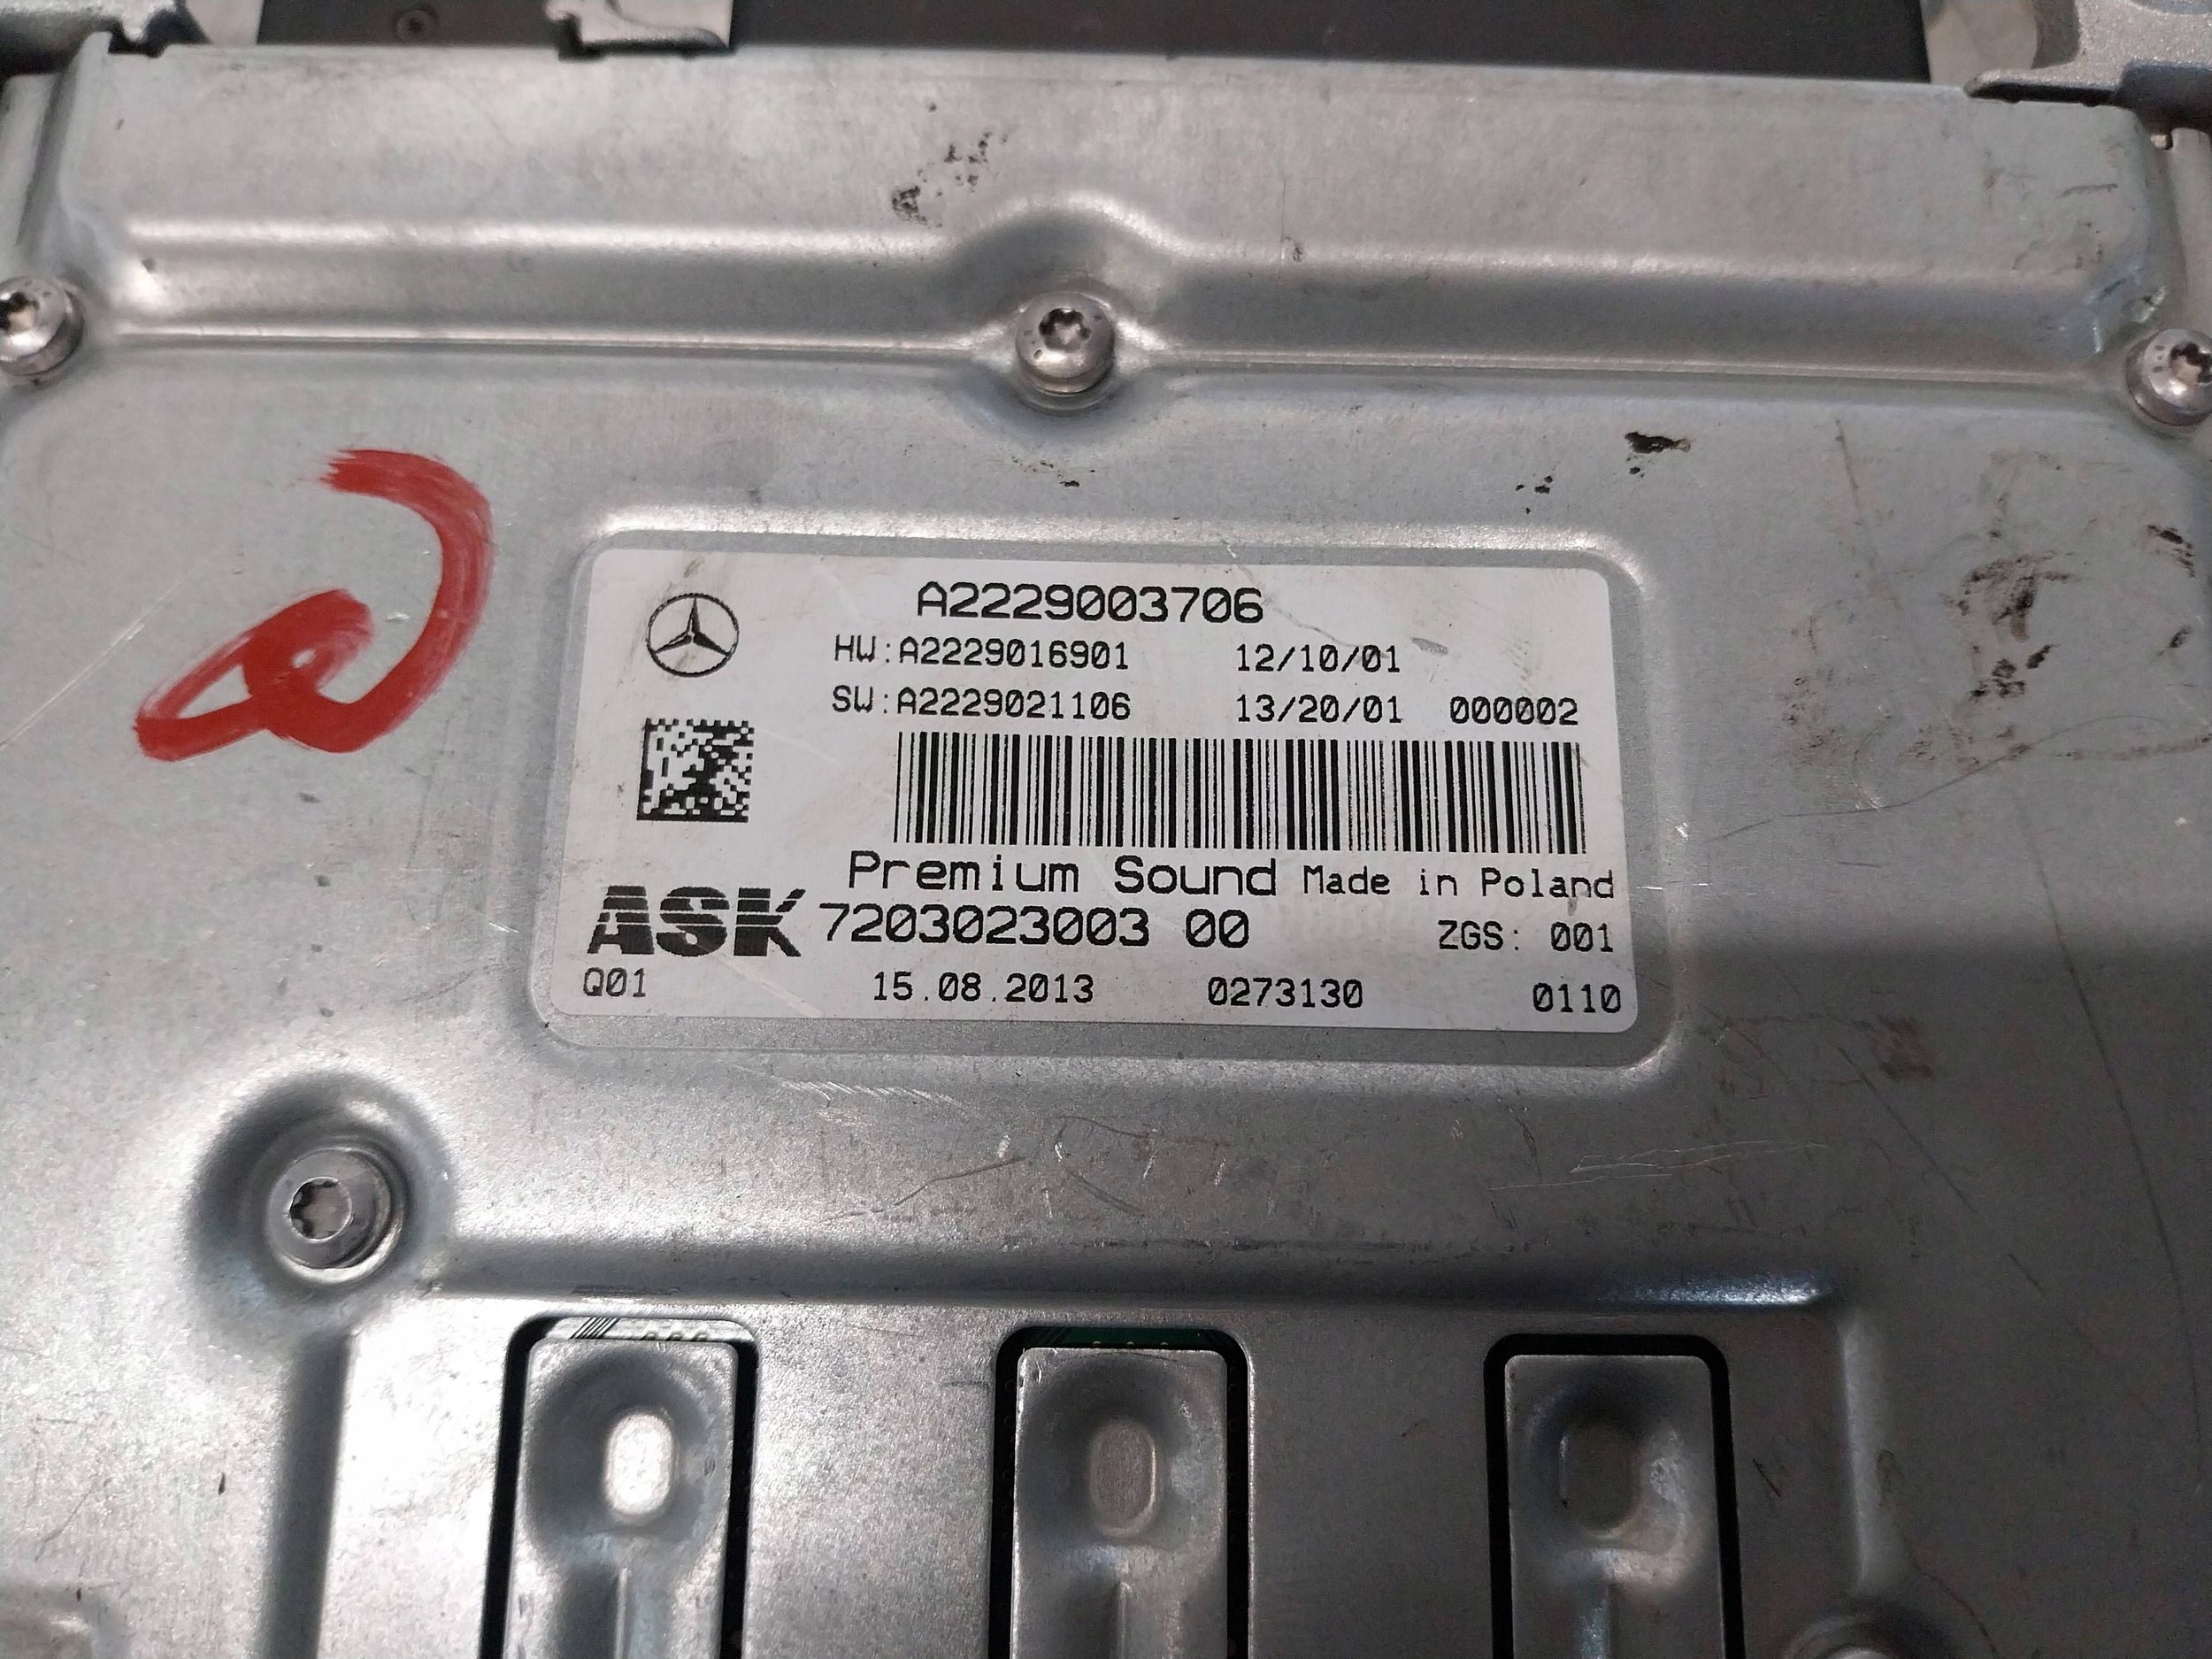 A2229003706
HW:A2229016901 12/10/01
SW:A2229021106 13/20/01 000002
Premium Sound Made in Poland
ASK 7203023003 00 ZGS: 001
Q01 15.08.2013 0273130 0110